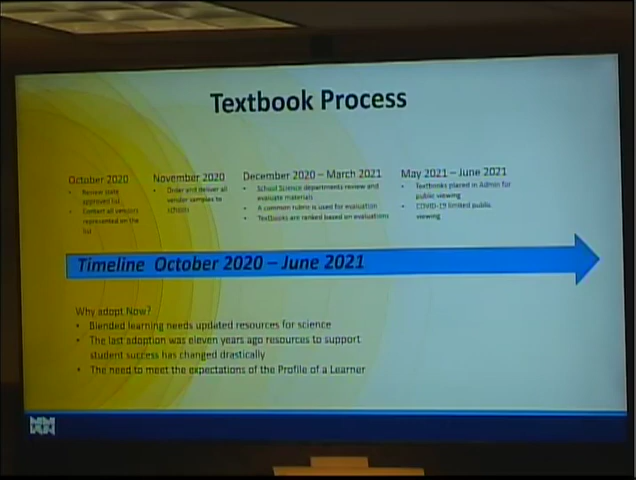 Textbook Process
October 2020
• Review state
approved list
• Contact all vendors
represented on the
list
November 2020
• Order and deliver all
vendor samples to
schools
December 2020 – March 2021
• School Science departments review and
evaluate materials
• A common rubric is used for evaluation
• Textbooks are ranked based on evaluations
May 2021 – June 2021
• Textbooks placed in Admin for
public viewing
• COVID-19 limited public
viewing
Timeline October 2020 – June 2021
Why adopt Now?
• Blended learning needs updated resources for science
• The last adoption was eleven years ago resources to support
student success has changed drastically
• The need to meet the expectations of the Profile of a Learner